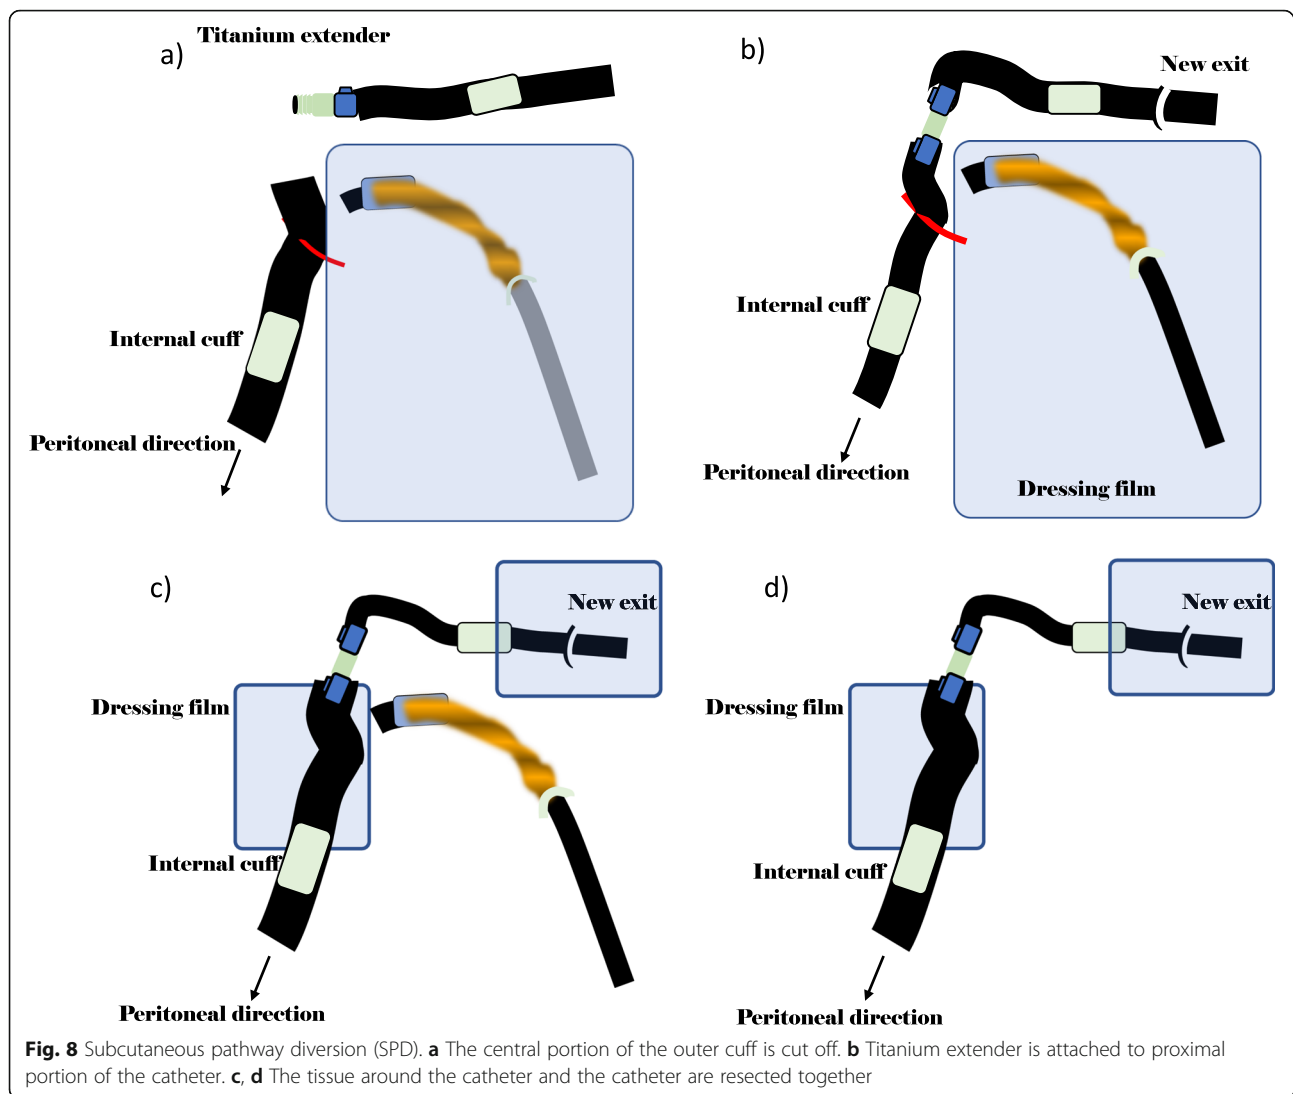 Titanium extender
a)
Internal cuff
Peritoneal direction
b)
New exit
Internal cuff
Peritoneal direction
Dressing film
c)
New exit
Dressing film
Internal cuff
Peritoneal direction
d)
New exit
Dressing film
Internal cuff
Peritoneal direction
Fig. 8 Subcutaneous pathway diversion (SPD). a The central portion of the outer cuff is cut off. b Titanium extender is attached to proximal
portion of the catheter. c, d The tissue around the catheter and the catheter are resected together